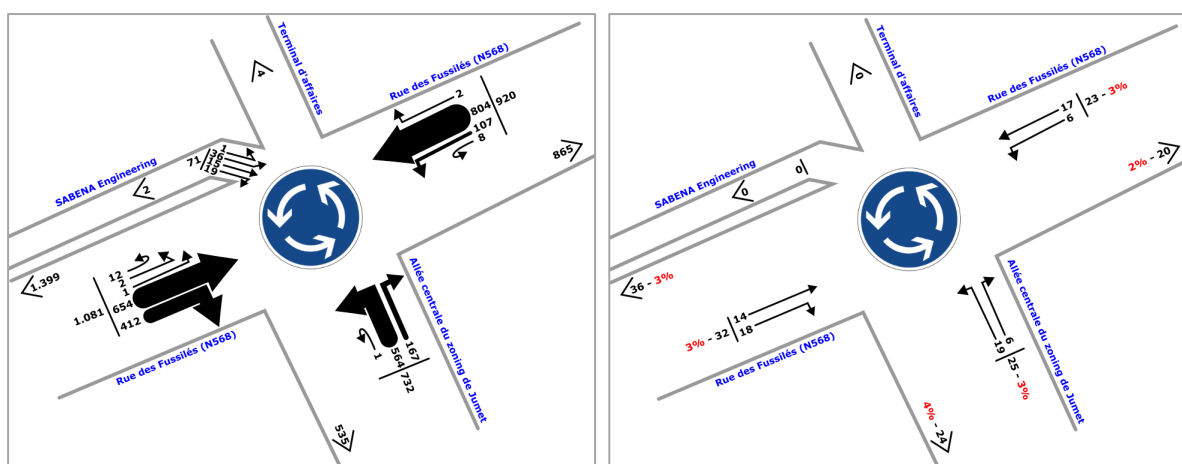 Terminal d'affaires
Rue des Fussilés (N568)
4
2
804
107
8
920
865
SABENA Engineering
71
1
36
15
19
2
1.399
1.081
12
2
1
654
412
Rue des Fussilés (N568)
1
564
167
732
535
Allée centrale du zoning de Jumet
Terminal d'affaires
Rue des Fussilés (N568)
0
17
6
23 - 3%
2% - 20
SABENA Engineering
0
0
36 - 3%
3% - 32
14
18
Rue des Fussilés (N568)
19
6
25 - 3%
4% - 24
Allée centrale du zoning de Jumet